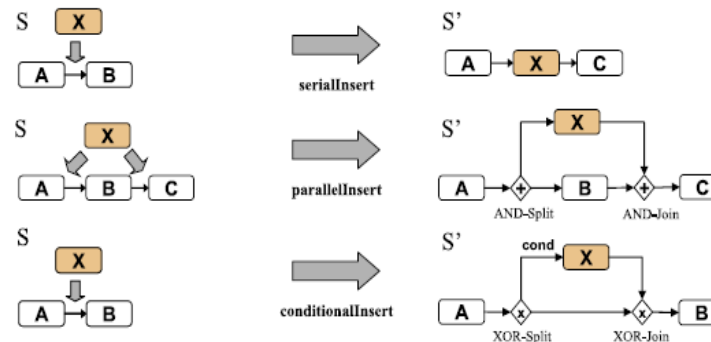 S X S'
A B A X C
serialInsert
S X S' X
A B C A + B + C
parallelInsert
AND-Split AND-Join
S X S' cond X
A B A x x B
conditionalInsert
XOR-Split XOR-Join